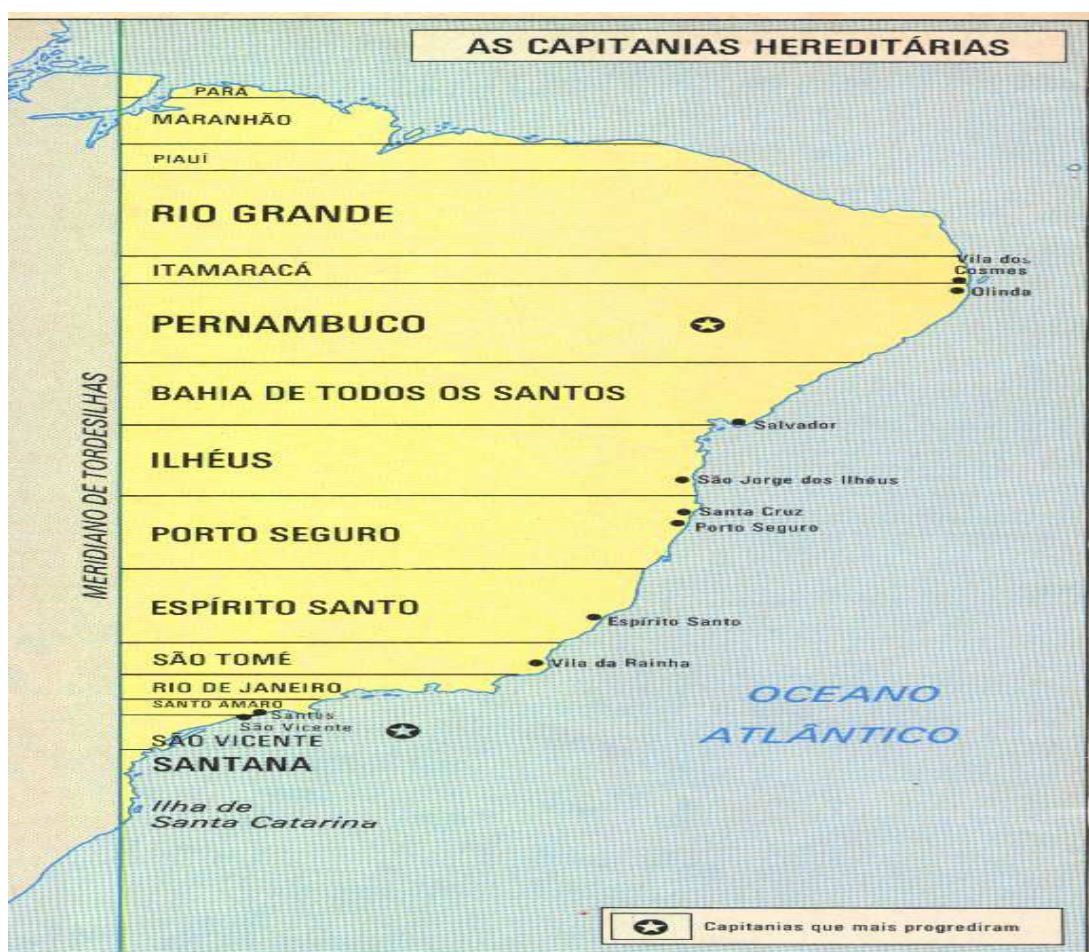 AS CAPITANIAS HEREDITÁRIAS
PARÁ
MARANHÃO
PIAUÍ
RIO GRANDE
ITAMARACÁ
Vila dos
Cosmes
Olinda
PERNAMBUCO
BAHIA DE TODOS OS SANTOS
Salvador
ILHÉUS
São Jorge dos Ilhéus
Santa Cruz
Porto Seguro
PORTO SEGURO
ESPÍRITO SANTO
Espírito Santo
SÃO TOMÉ
Vila da Rainha
RIO DE JANEIRO
SANTO AMARO
Santos
São Vicente
SÃO VICENTE
SANTANA
Ilha de
Santa Catarina
MERIDIANO DE TORDESILHAS
OCEANO
ATLÂNTICO
Capitanias que mais progrediram